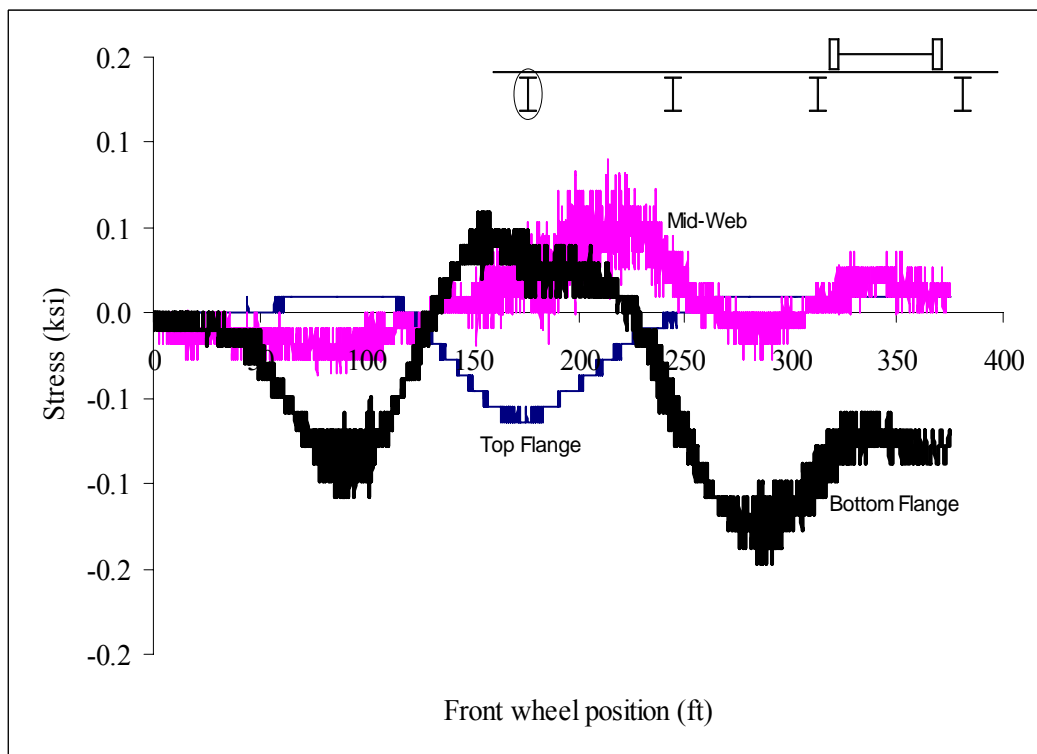 0.2
0.1
0.1
0.0
-0.1
-0.1
-0.2
-0.2
Stress (ksi)
0 50 100 150 200 250 300 350 400
Mid-Web
Top Flange
Bottom Flange
Front wheel position (ft)